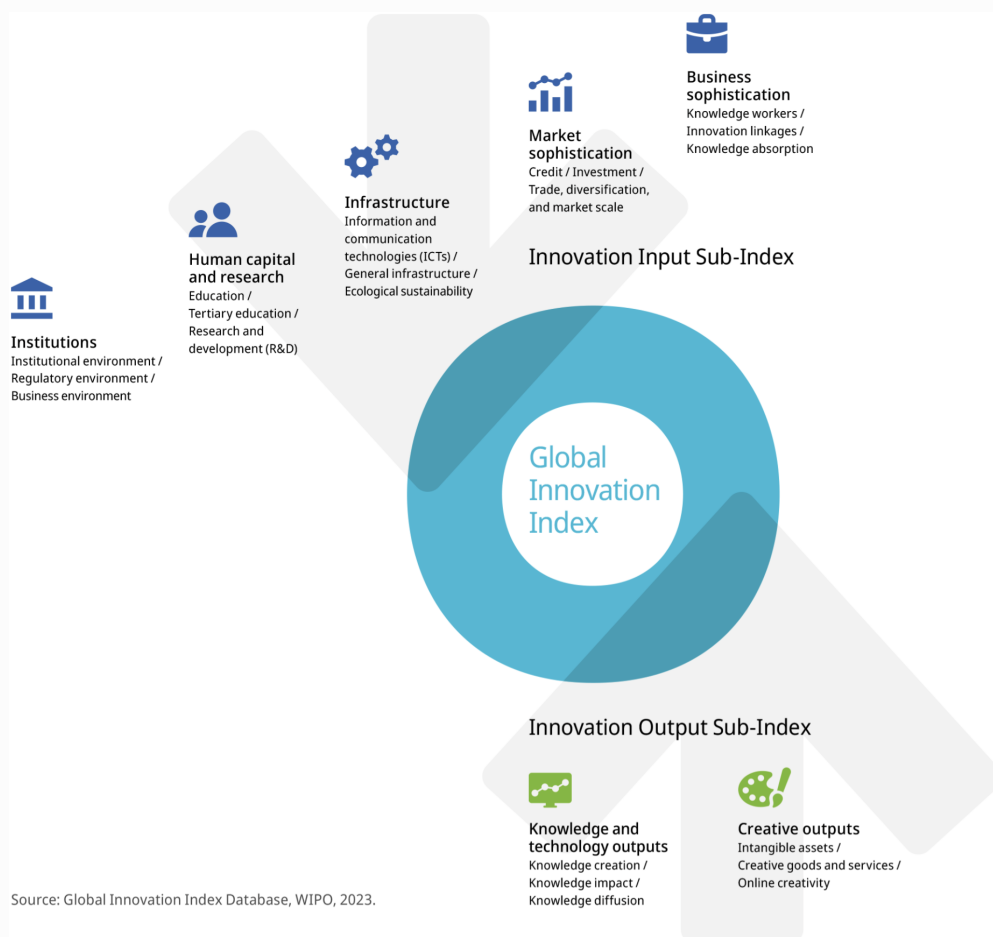 Business
sophistication
Knowledge workers /
Innovation linkages /
Knowledge absorption
Market
sophistication
Credit / Investment /
Trade, diversification,
and market scale
Infrastructure
Information and
communication
technologies (ICTs) /
General infrastructure /
Ecological sustainability
Human capital
and research
Education /
Tertiary education /
Research and
development (R&D)
Institutions
Institutional environment /
Regulatory environment /
Business environment
Innovation Input Sub-Index
Global
Innovation
Index
Innovation Output Sub-Index
Knowledge and
technology outputs
Knowledge creation /
Knowledge impact /
Knowledge diffusion
Creative outputs
Intangible assets /
Creative goods and services /
Online creativity
Source: Global Innovation Index Database, WIPO, 2023.